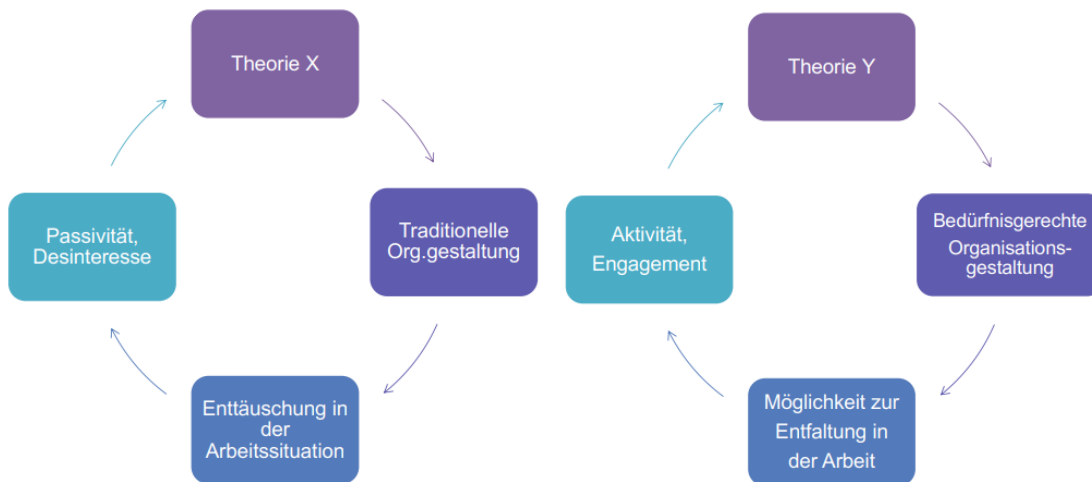 Theorie X
Traditionelle
Org.gestaltung
Enttäuschung in
der
Arbeitssituation
Passivität,
Desinteresse
Theorie Y
Bedürfnisgerechte
Organisations-
gestaltung
Möglichkeit zur
Entfaltung in
der Arbeit
Aktivität,
Engagement